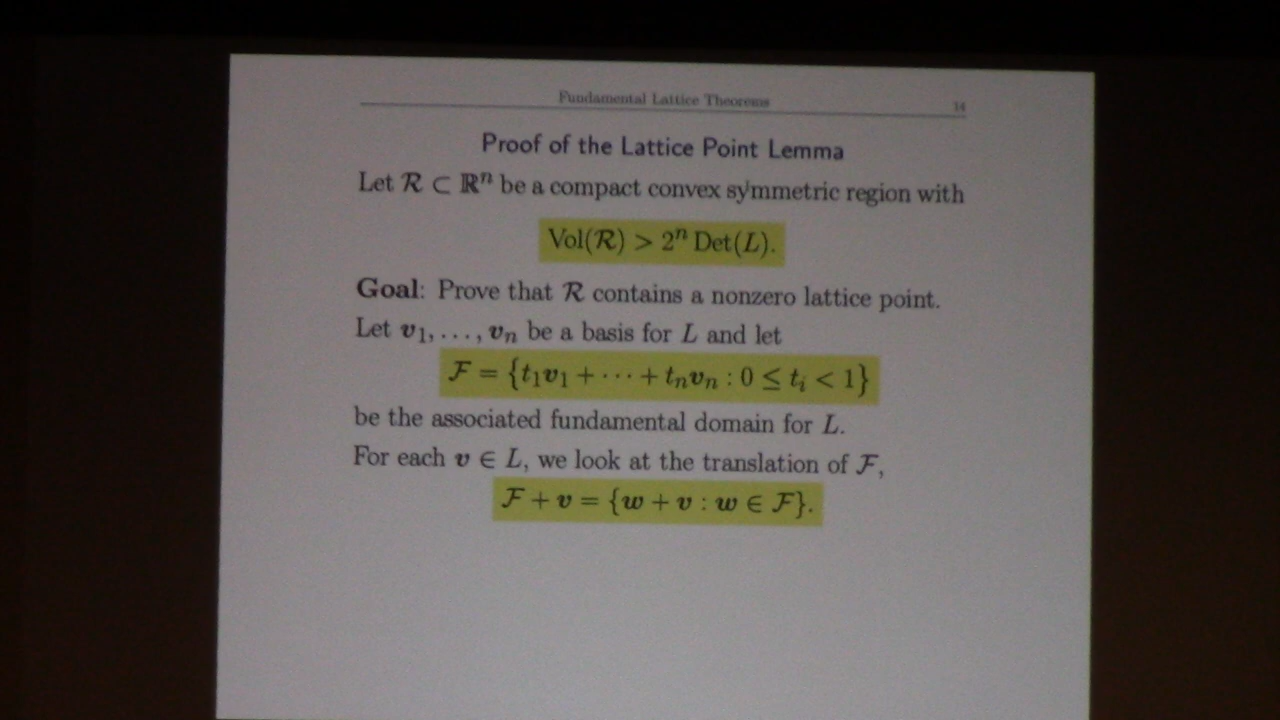 Fundamental Lattice Theorems 14
Proof of the Lattice Point Lemma
Let ℛ ⊂ ℝⁿ be a compact convex symmetric region with
Vol(ℛ) > 2ⁿ Det(L).
Goal: Prove that ℛ contains a nonzero lattice point.
Let v₁, . . . , vₙ be a basis for L and let
ℱ = {t₁v₁ + · · · + tₙvₙ : 0 ≤ tᵢ < 1}
be the associated fundamental domain for L.
For each v ∈ L, we look at the translation of ℱ,
ℱ + v = {w + v : w ∈ ℱ}.